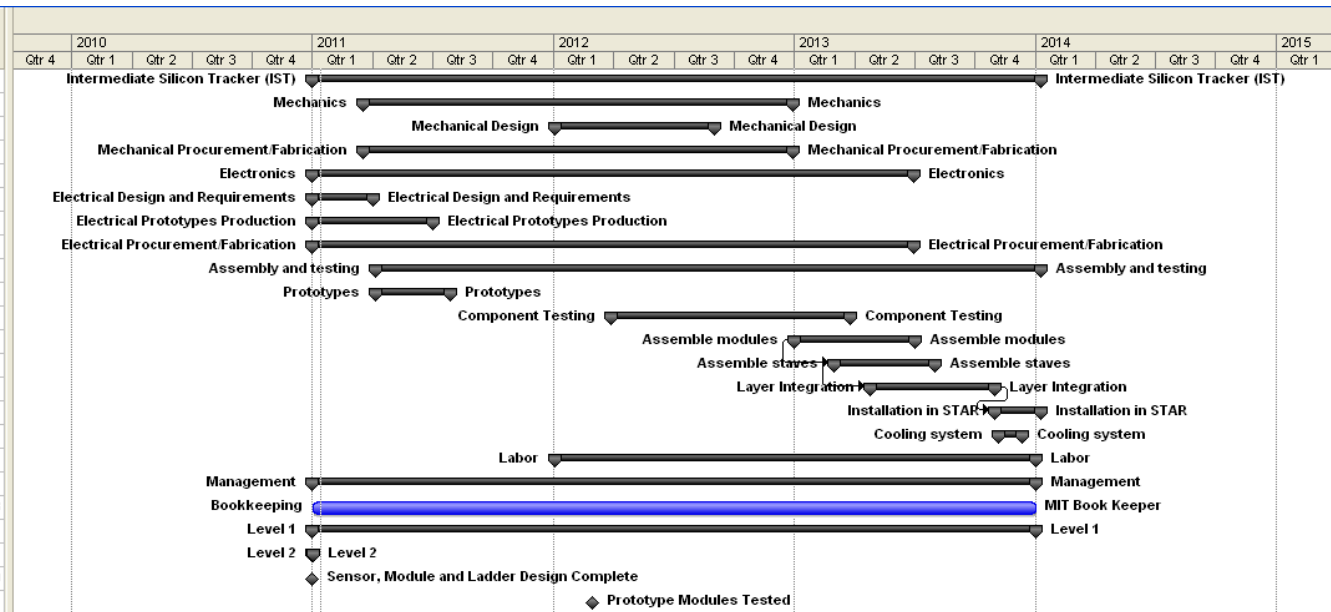 2010 2011 2012 2013 2014 2015
Qtr 4 Qtr 1 Qtr 2 Qtr 3 Qtr 4 Qtr 1 Qtr 2 Qtr 3 Qtr 4 Qtr 1 Qtr 2 Qtr 3 Qtr 4 Qtr 1 Qtr 2 Qtr 3 Qtr 4 Qtr 1 Qtr 2 Qtr 3 Qtr 4 Qtr 1
Intermediate Silicon Tracker (IST) Intermediate Silicon Tracker (IST)
Mechanics Mechanics
Mechanical Design Mechanical Design
Mechanical Procurement/Fabrication Mechanical Procurement/Fabrication
Electronics Electronics
Electrical Design and Requirements Electrical Design and Requirements
Electrical Prototypes Production Electrical Prototypes Production
Electrical Procurement/Fabrication Electrical Procurement/Fabrication
Assembly and testing Assembly and testing
Prototypes Prototypes
Component Testing Component Testing
Assemble modules Assemble modules
Assemble staves Assemble staves
Layer Integration Layer Integration
Installation in STAR Installation in STAR
Cooling system Cooling system
Labor Labor
Management Management
Bookkeeping MIT Book Keeper
Level 1 Level 1
Level 2 Level 2
Sensor, Module and Ladder Design Complete
Prototype Modules Tested